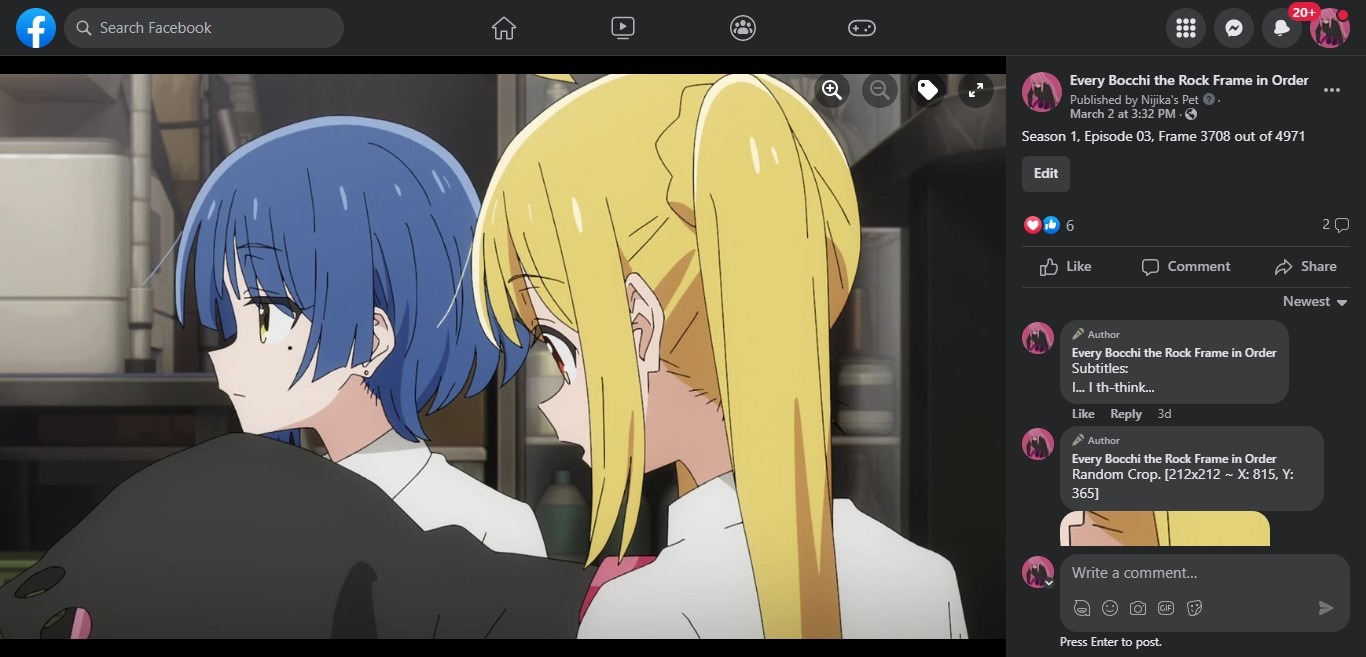 Search Facebook
20+
Every Bocchi the Rock Frame in Order
Published by Nijika's Pet ? ·
March 2 at 3:32 PM ·
Season 1, Episode 03, Frame 3708 out of 4971
Edit
6
2
Like
Comment
Share
Newest
Author
Every Bocchi the Rock Frame in Order
Subtitles:
I... I th-think...
Like Reply 3d
Author
Every Bocchi the Rock Frame in Order
Random Crop. [212x212 ~ X: 815, Y:
365]
Write a comment...
GIF
Press Enter to post.